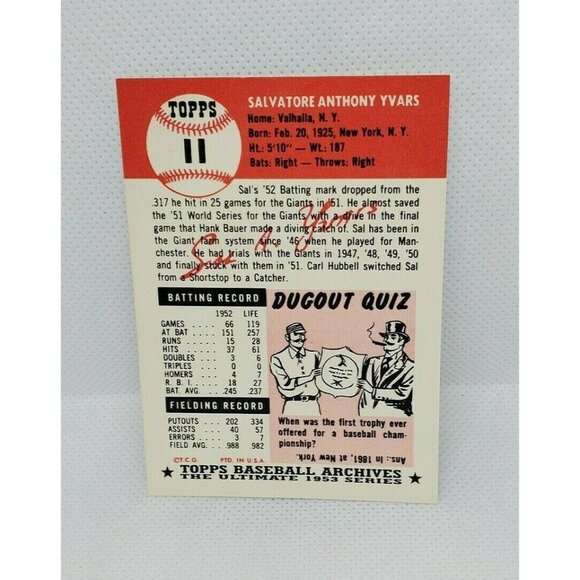 TOPPS
11
SALVATORE ANTHONY YVARS
Home: Valhalla, N. Y.
Born: Feb. 20, 1925, New York, N. Y.
Ht.: 5'10" — Wt.: 187
Bats: Right — Throws: Right
Sal's '52 Batting mark dropped from the
.317 he hit in 25 games for the Giants in '51. He almost saved
the '51 World Series for the Giants with a drive in the final
game that Hank Bauer made a diving catch of. Sal has been in
the Giant farm system since '46 when he played for Man-
chester. He had trials with the Giants in 1947, '48, '49, '50
and finally stuck with them in '51. Carl Hubbell switched Sal
from a Shortstop to a Catcher.
Sal A. Yvars
BATTING RECORD
1952 LIFE
GAMES . . . . 66 119
AT BAT . . . . 151 257
RUNS . . . . 15 28
HITS . . . . 37 61
DOUBLES . . . 3 6
TRIPLES . . . 0 0
HOMERS . . . 4 7
R. B. I. . . . . 18 27
BAT. AVG. . . .245 .237
FIELDING RECORD
PUTOUTS . . . 202 334
ASSISTS . . . 40 57
ERRORS . . . 3 7
FIELD AVG. . . 988 .982
©T.C.G. PTD. IN U.S.A.
DUGOUT QUIZ
When was the first trophy ever
offered for a baseball cham-
pionship?
Ans.: In 1861, at New York.
★ TOPPS BASEBALL ARCHIVES ★
THE ULTIMATE 1953 SERIES